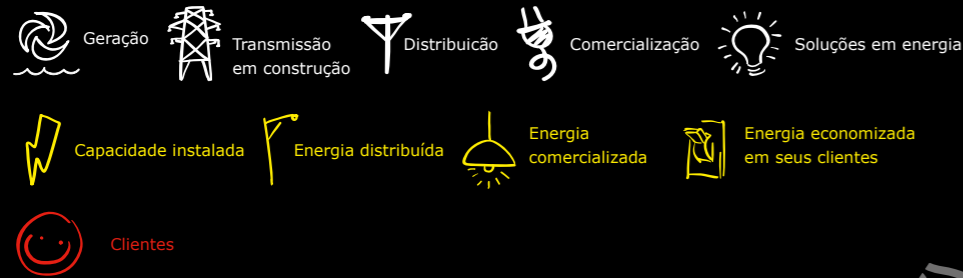 Geração
Transmissão
em construção
Distribuicão
Comercialização
Soluções em energia
Capacidade instalada
Energia distribuída
Energia
comercializada
Energia economizada
em seus clientes
Clientes